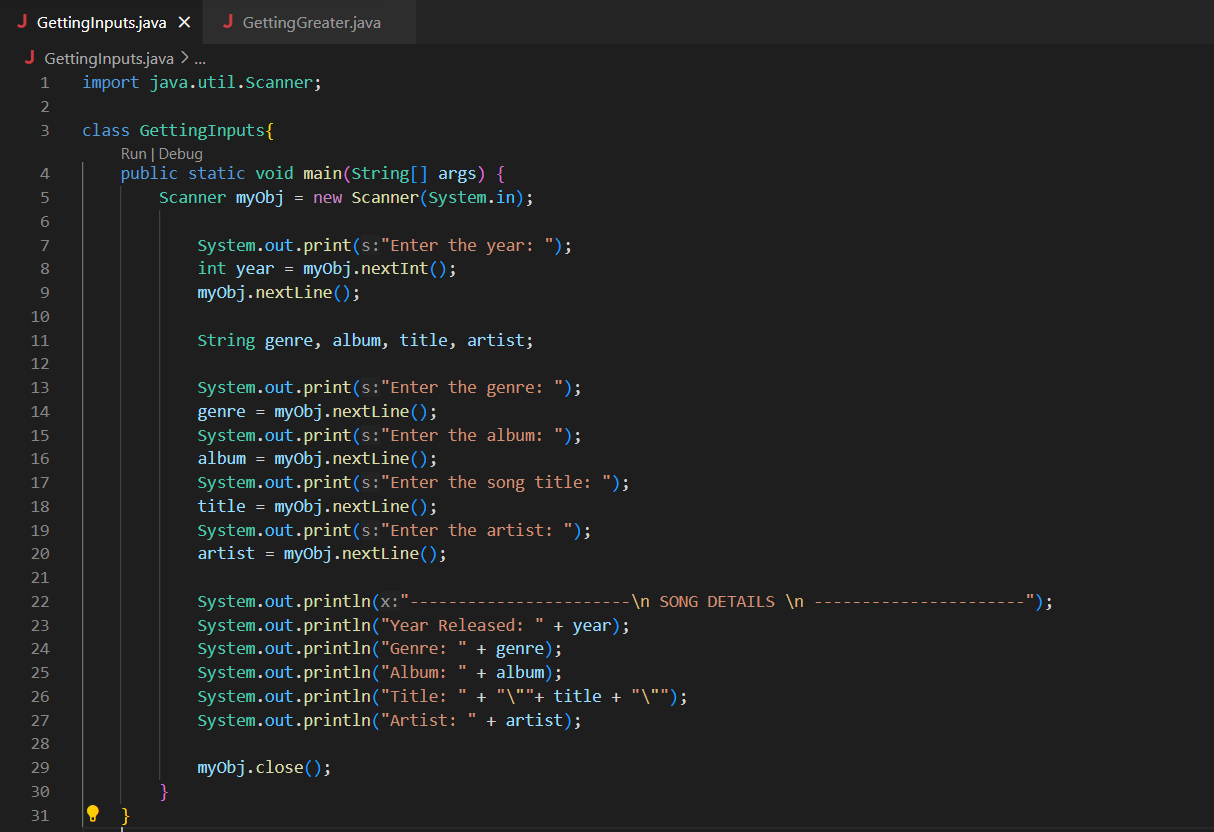 J GettingInputs.java ✕ J GettingGreater.java
J GettingInputs.java > ...
1 import java.util.Scanner;
2
3 class GettingInputs{
Run | Debug
4 public static void main(String[] args) {
5 Scanner myObj = new Scanner(System.in);
6
7 System.out.print(s:"Enter the year: ");
8 int year = myObj.nextInt();
9 myObj.nextLine();
10
11 String genre, album, title, artist;
12
13 System.out.print(s:"Enter the genre: ");
14 genre = myObj.nextLine();
15 System.out.print(s:"Enter the album: ");
16 album = myObj.nextLine();
17 System.out.print(s:"Enter the song title: ");
18 title = myObj.nextLine();
19 System.out.print(s:"Enter the artist: ");
20 artist = myObj.nextLine();
21
22 System.out.println(x:"-----------------------\n SONG DETAILS \n ----------------------");
23 System.out.println("Year Released: " + year);
24 System.out.println("Genre: " + genre);
25 System.out.println("Album: " + album);
26 System.out.println("Title: " + "\""+ title + "\"");
27 System.out.println("Artist: " + artist);
28
29 myObj.close();
30 }
31 }